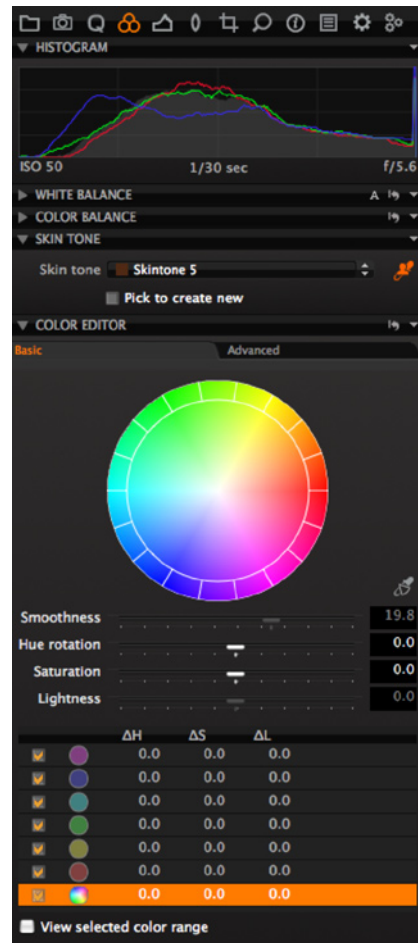 HISTOGRAM
ISO 50 1/30 sec f/5.6
WHITE BALANCE A
COLOR BALANCE
SKIN TONE
Skin tone Skintone 5
Pick to create new
COLOR EDITOR
Basic Advanced
Smoothness 19.8
Hue rotation 0.0
Saturation 0.0
Lightness 0.0
ΔH ΔS ΔL
0.0 0.0 0.0
0.0 0.0 0.0
0.0 0.0 0.0
0.0 0.0 0.0
0.0 0.0 0.0
0.0 0.0 0.0
0.0 0.0 0.0
View selected color range